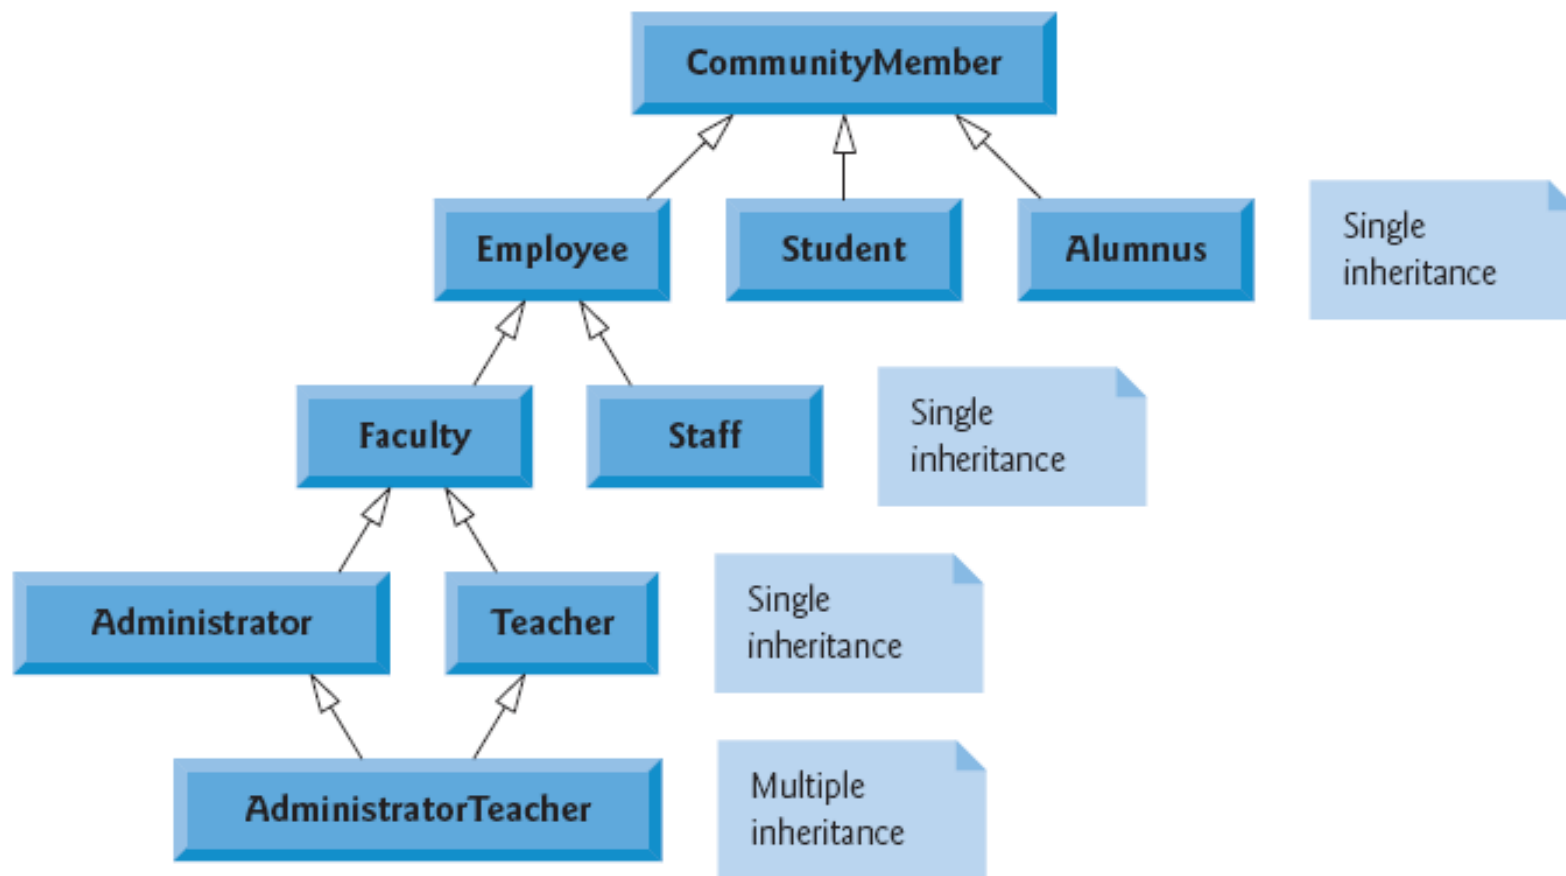 CommunityMember
Employee
Student
Alumnus
Single
inheritance
Faculty
Staff
Single
inheritance
Administrator
Teacher
Single
inheritance
AdministratorTeacher
Multiple
inheritance